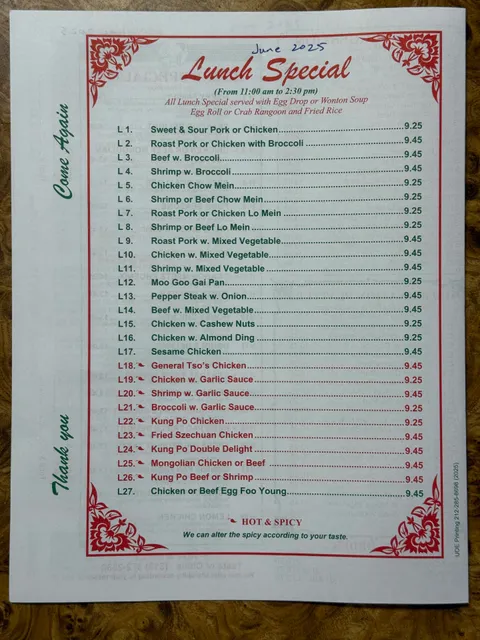 June 2025
Lunch Special
(From 11:00 am to 2:30 pm)
All Lunch Special served with Egg Drop or Wonton Soup
Egg Roll or Crab Rangoon and Fried Rice
L 1. Sweet & Sour Pork or Chicken 9.25
L 2. Roast Pork or Chicken with Broccoli 9.45
L 3. Beef w. Broccoli 9.45
L 4. Shrimp w. Broccoli 9.45
L 5. Chicken Chow Mein 9.25
L 6. Shrimp or Beef Chow Mein 9.45
L 7. Roast Pork or Chicken Lo Mein 9.25
L 8. Shrimp or Beef Lo Mein 9.45
L 9. Roast Pork w. Mixed Vegetable 9.45
L10. Chicken w. Mixed Vegetable 9.45
L11. Shrimp w. Mixed Vegetable 9.45
L12. Moo Goo Gai Pan 9.25
L13. Pepper Steak w. Onion 9.45
L14. Beef w. Mixed Vegetable 9.45
L15. Chicken w. Cashew Nuts 9.25
L16. Chicken w. Almond Ding 9.25
L17. Sesame Chicken 9.45
L18. General Tso's Chicken 9.45
L19. Chicken w. Garlic Sauce 9.25
L20. Shrimp w. Garlic Sauce 9.45
L21. Broccoli w. Garlic Sauce 9.25
L22. Kung Po Chicken 9.25
L23. Fried Szechuan Chicken 9.45
L24. Kung Po Double Delight 9.45
L25. Mongolian Chicken or Beef 9.45
L26. Kung Po Beef or Shrimp 9.45
L27. Chicken or Beef Egg Foo Young 9.45
HOT & SPICY
We can alter the spicy according to your taste.
Come Again
Thank you